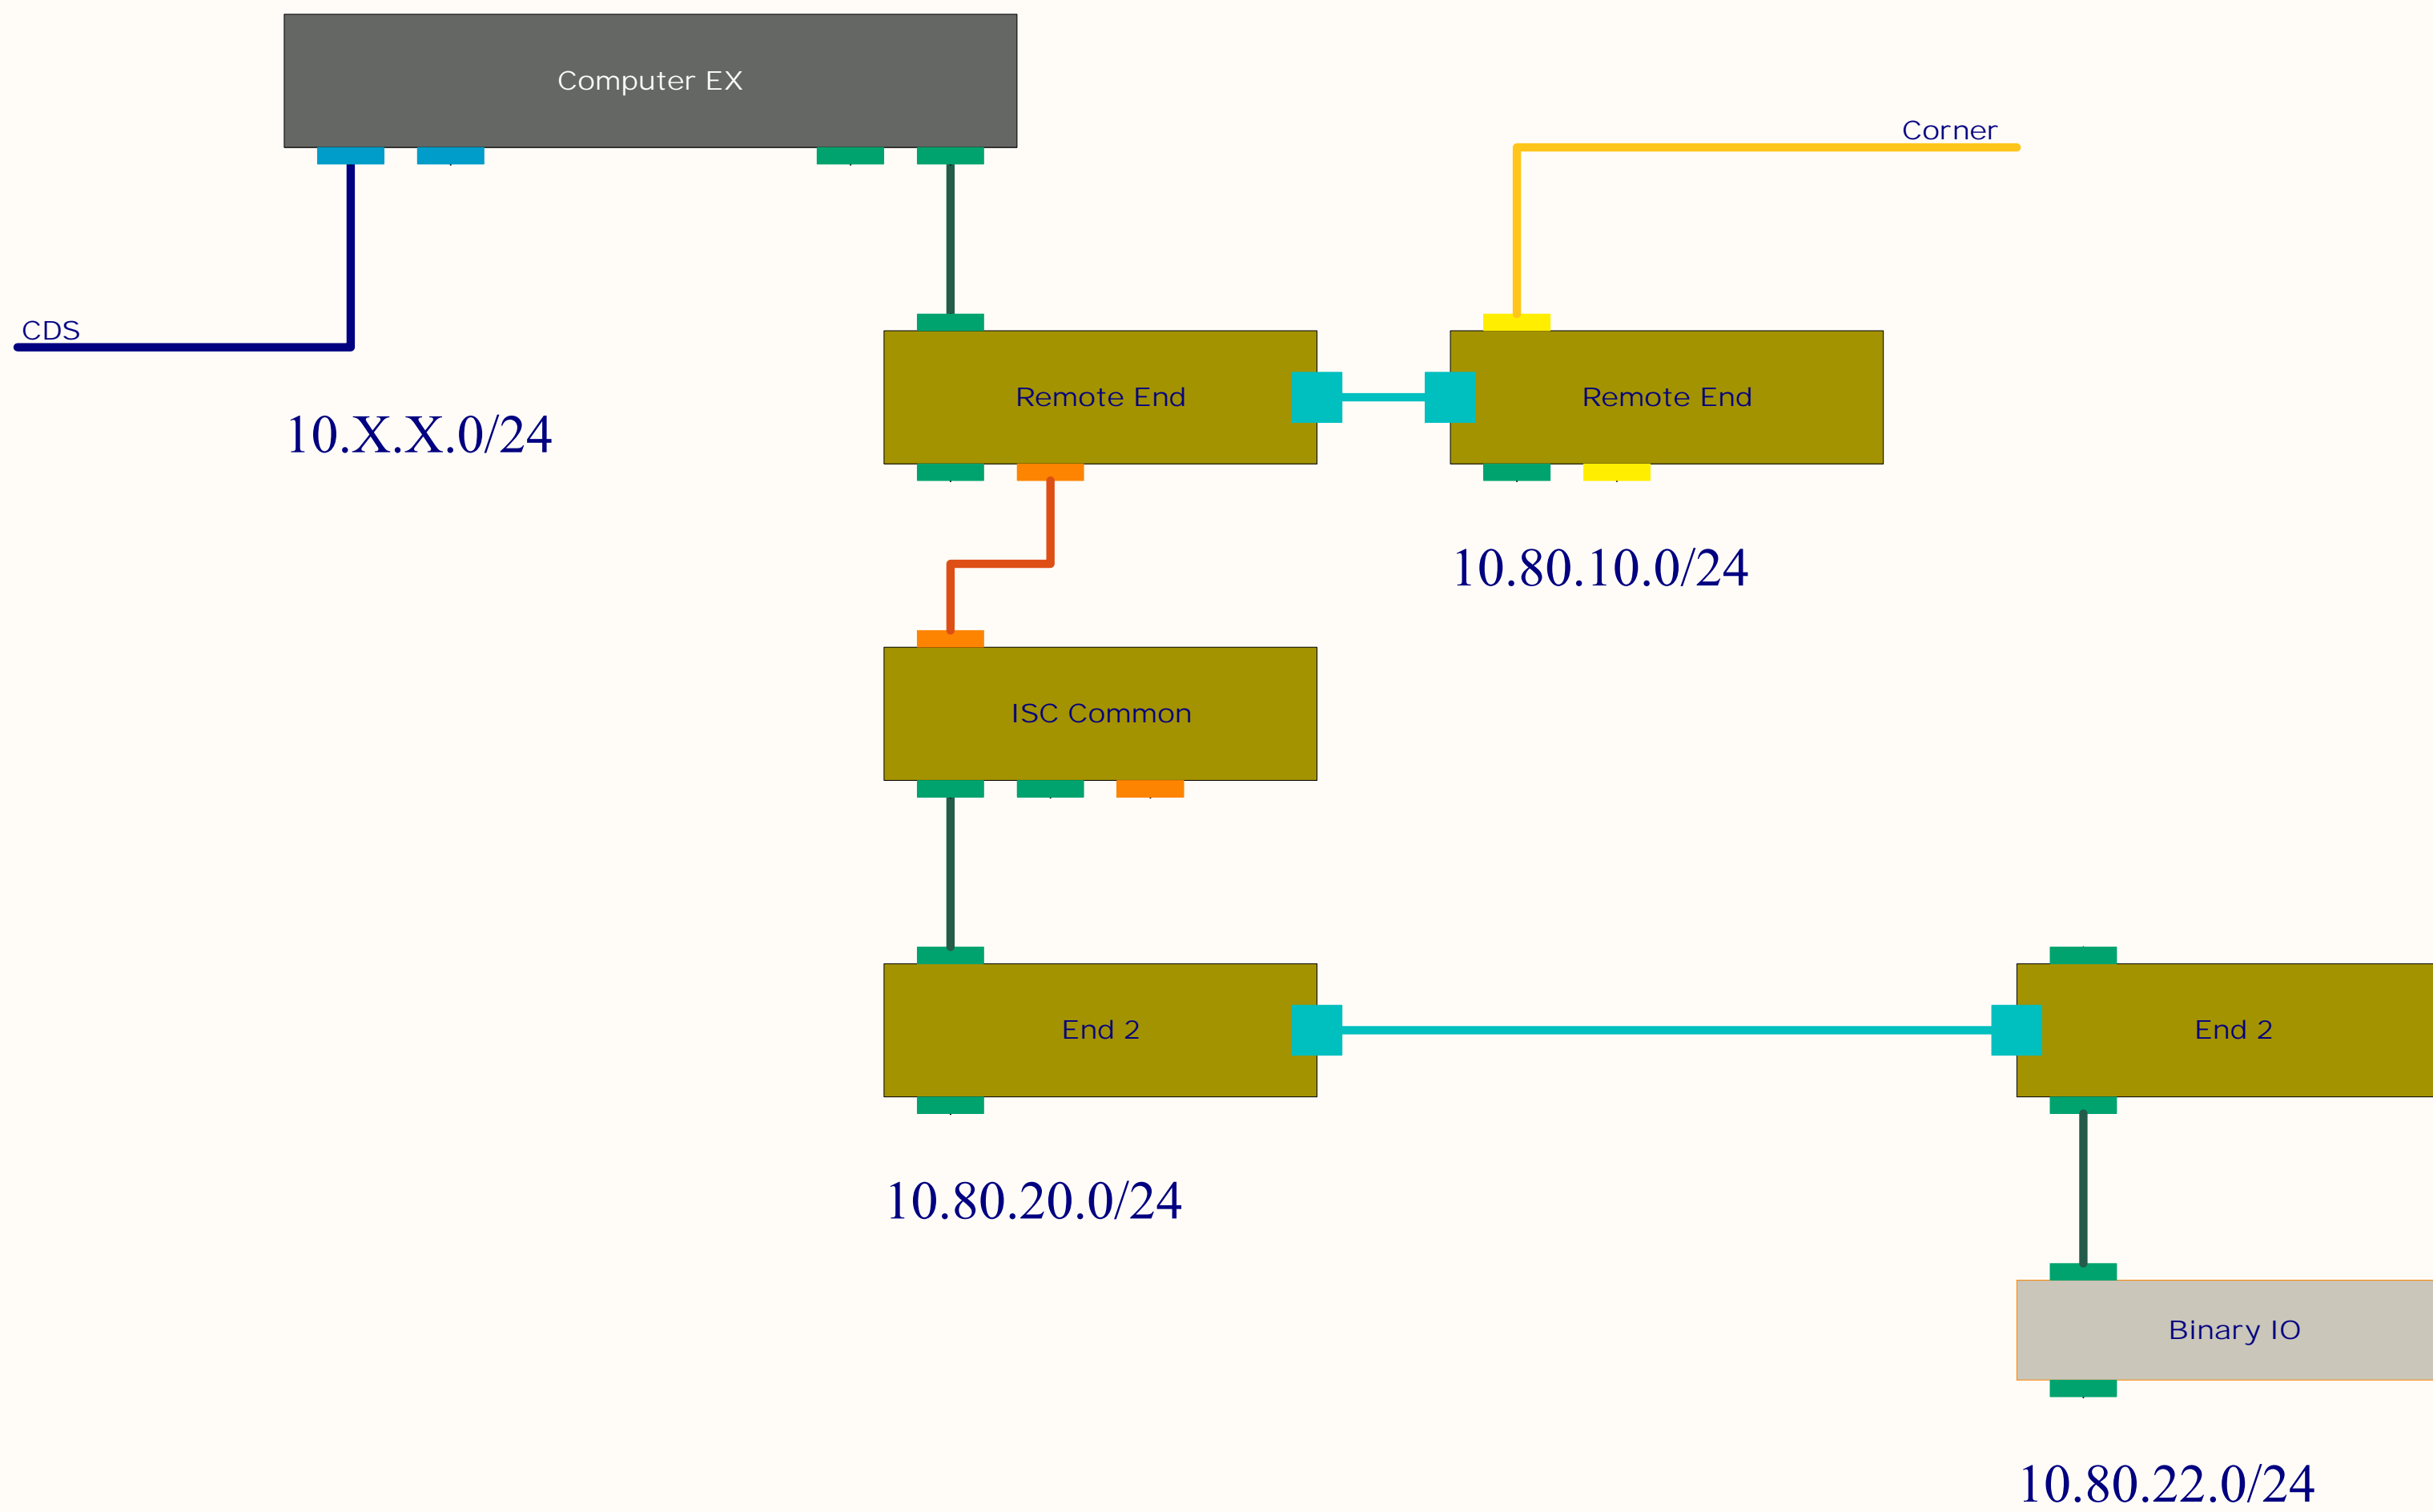 Computer EX
Corner
CDS
10.X.X.0/24
Remote End
Remote End
10.80.10.0/24
ISC Common
End 2
End 2
10.80.20.0/24
Binary IO
10.80.22.0/24